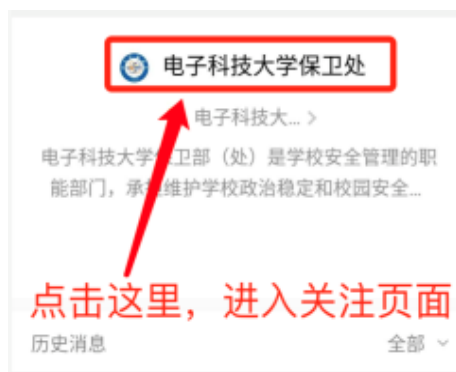 电子科技大学保卫处
电子科技大... >
电子科技大学保卫部（处）是学校安全管理的职
能部门，承担维护学校政治稳定和校园安全...
点击这里，进入关注页面
历史消息
全部